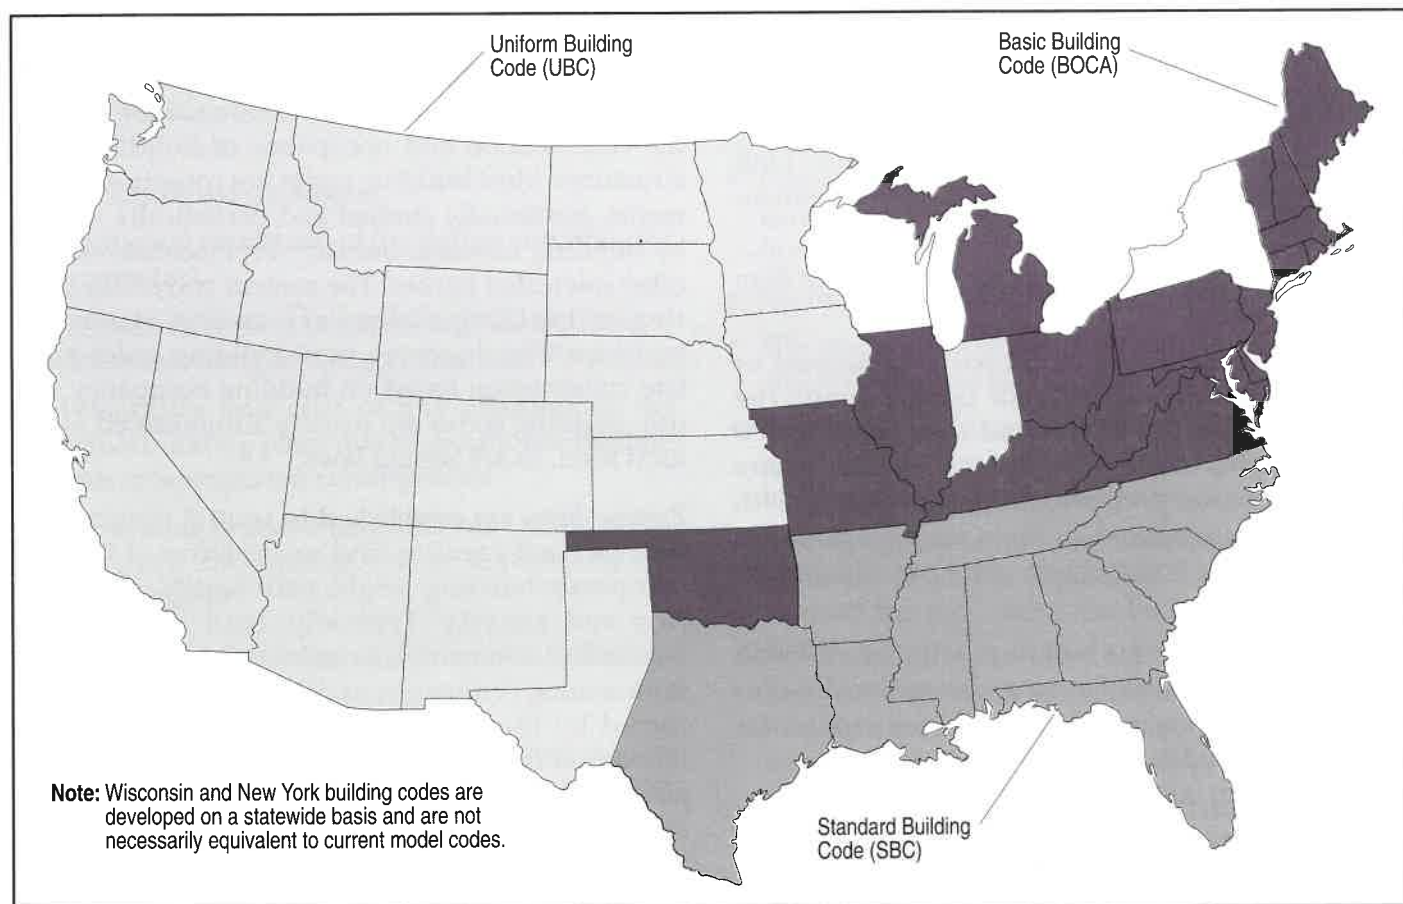 Uniform Building
Code (UBC)
Basic Building
Code (BOCA)
Note: Wisconsin and New York building codes are
developed on a statewide basis and are not
necessarily equivalent to current model codes.
Standard Building
Code (SBC)